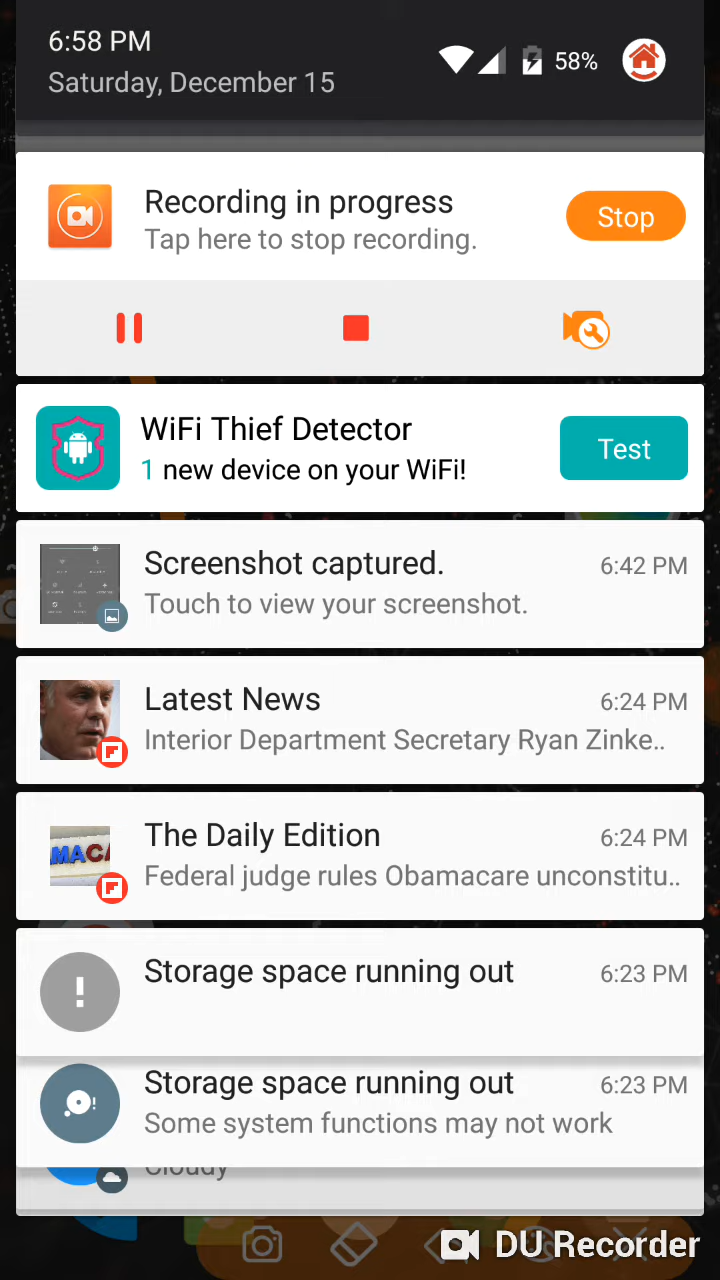 6:58 PM
58%
Saturday, December 15
Recording in progress
Tap here to stop recording.
Stop
WiFi Thief Detector
1 new device on your WiFi!
Test
Screenshot captured.
6:42 PM
Touch to view your screenshot.
Latest News
6:24 PM
Interior Department Secretary Ryan Zinke..
MACA
The Daily Edition
6:24 PM
Federal judge rules Obamacare unconstitu..
Storage space running out
6:23 PM
Storage space running out
6:23 PM
Some system functions may not work
Cloudy
DU Recorder